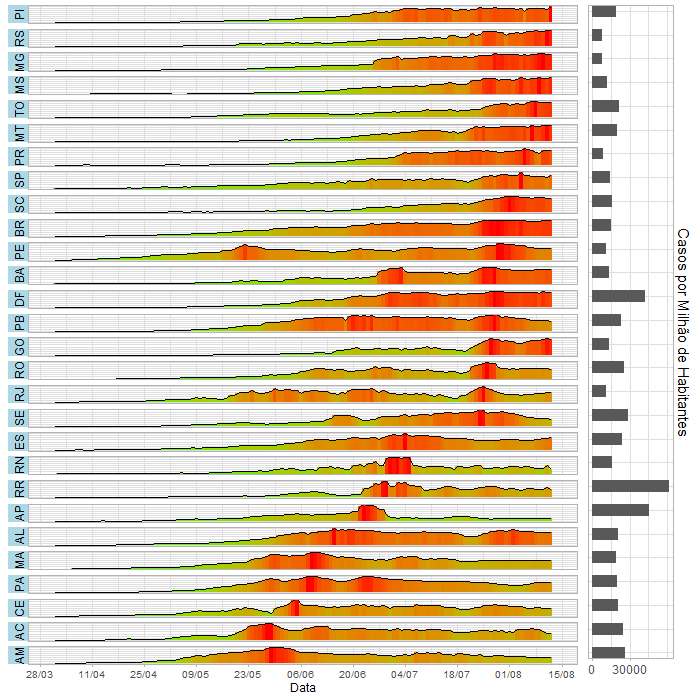 PI
RS
MG
MS
TO
MT
PR
SP
SC
BR
PE
BA
DF
PB
GO
RO
RJ
SE
ES
RN
RR
AP
AL
MA
PA
CE
AC
AM
28/03 11/04 25/04 09/05 23/05 06/06 20/06 04/07 18/07 01/08 15/08
Data
0 30000
Casos por Milhão de Habitantes